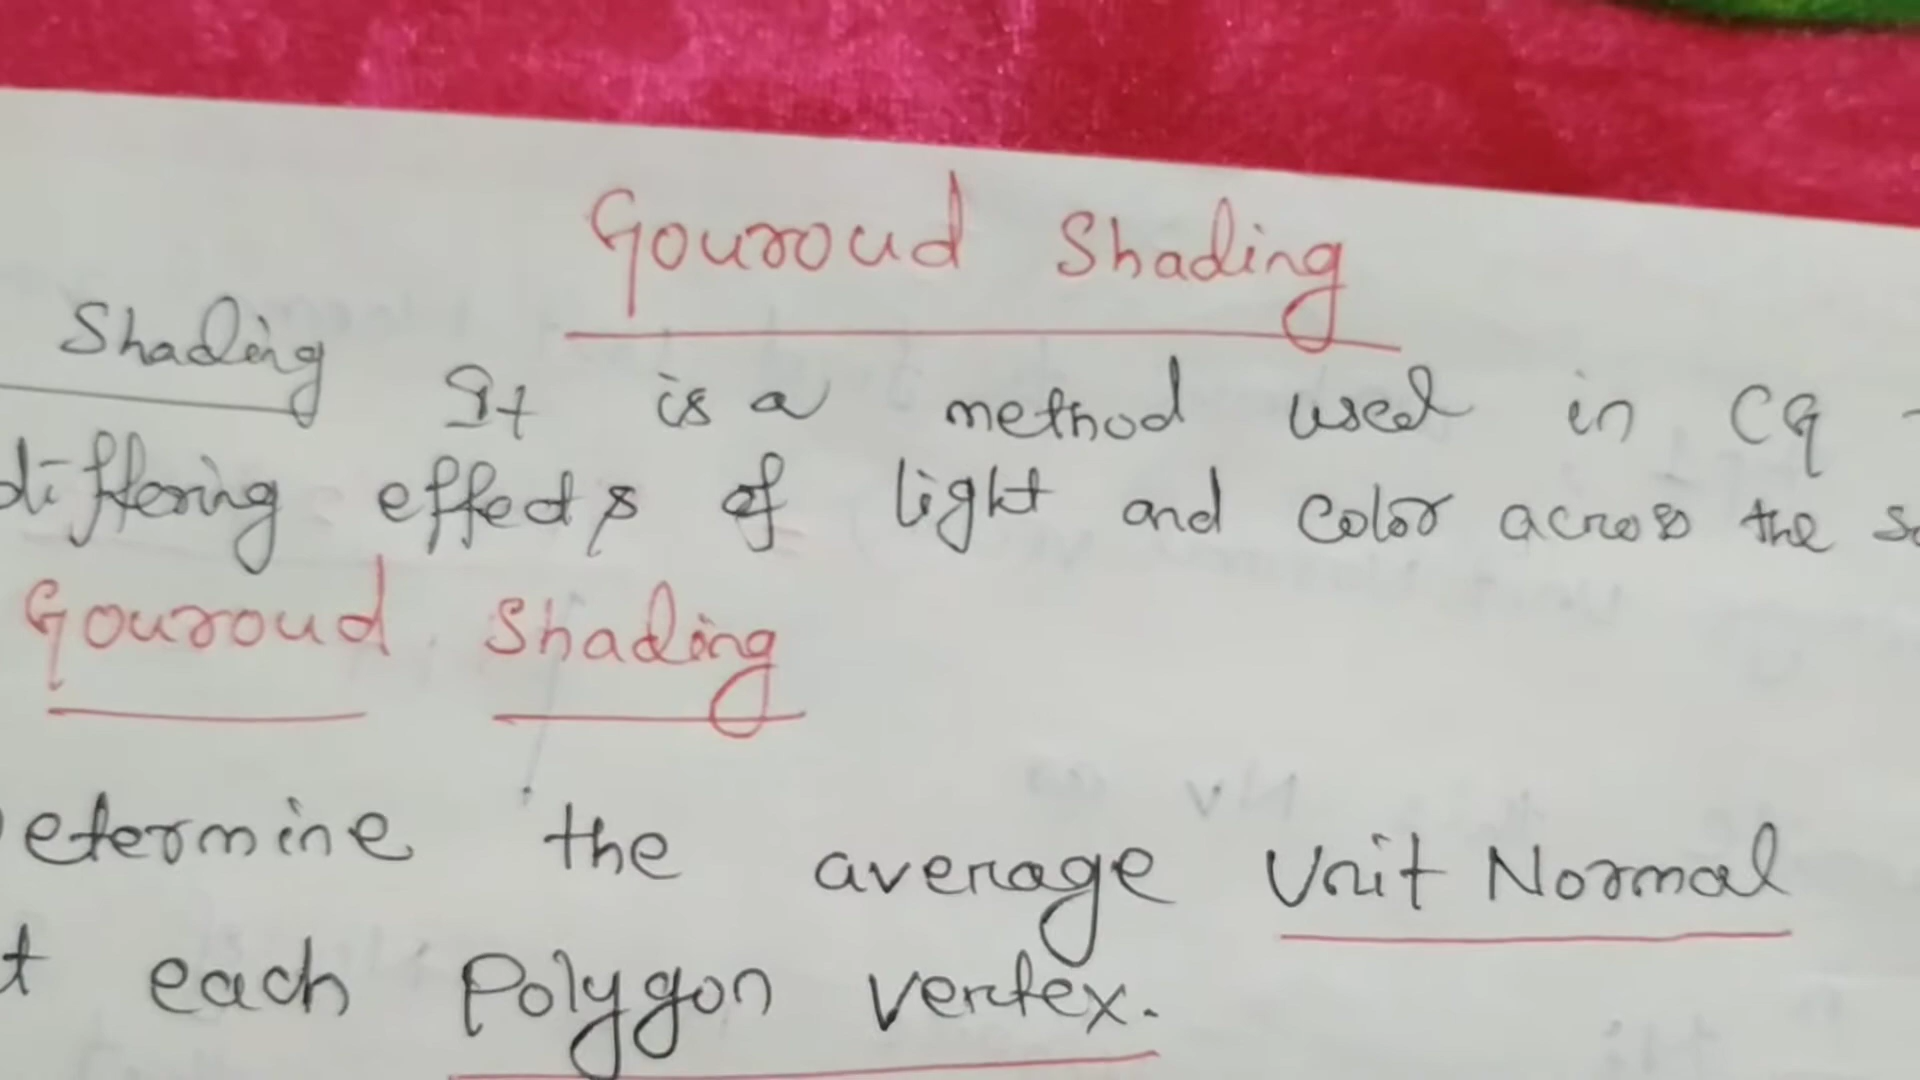 Gouroud Shading
Shading It is a method used in CG
differing effects of light and color across the
Gouroud Shading
etermine the average Unit Normal
t each Polygon vertex.